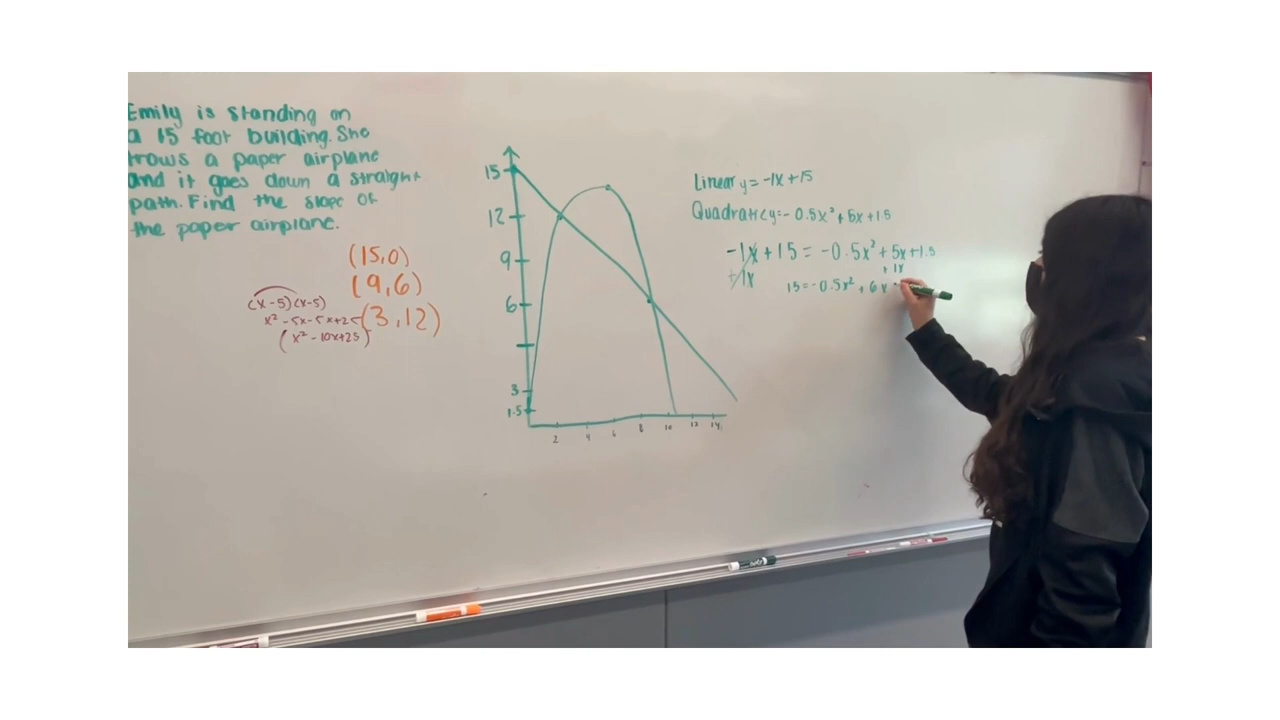 Emily is standing on
a 15 foot building. She
trows a paper airplane
and it goes down a straight
path. Find the slope of
the paper airplane.
(15,0)
(9,6)
(3,12)
(x-5)(x-5)
x² -5x-5x+25
(x² -10x+25)
15
12
9
6
3
1.5
2 4 6 8 10 12 14
Linear y = -1x + 15
Quadratic y = -0.5x² + 5x + 1.5
-1x + 15 = -0.5x² + 5x + 1.5
+1x + 1x
15 = -0.5x² + 6x